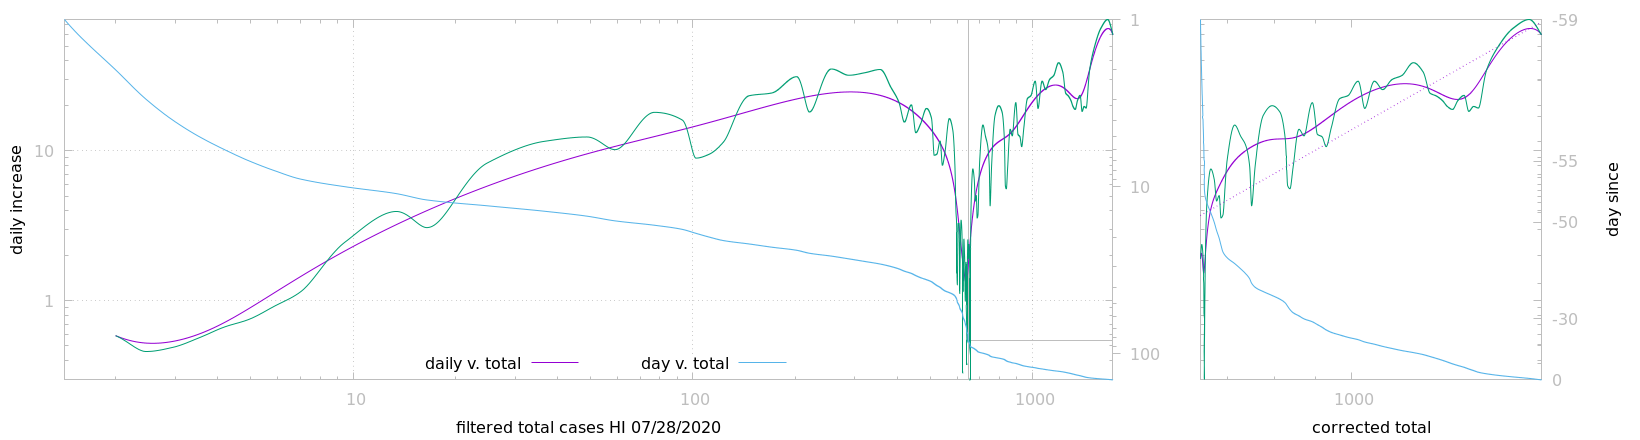 daily increase
10
1
daily v. total
day v. total
10
100
1000
filtered total cases HI 07/28/2020
1
10
100
1000
corrected total
-59
-55
-50
-30
0
day since